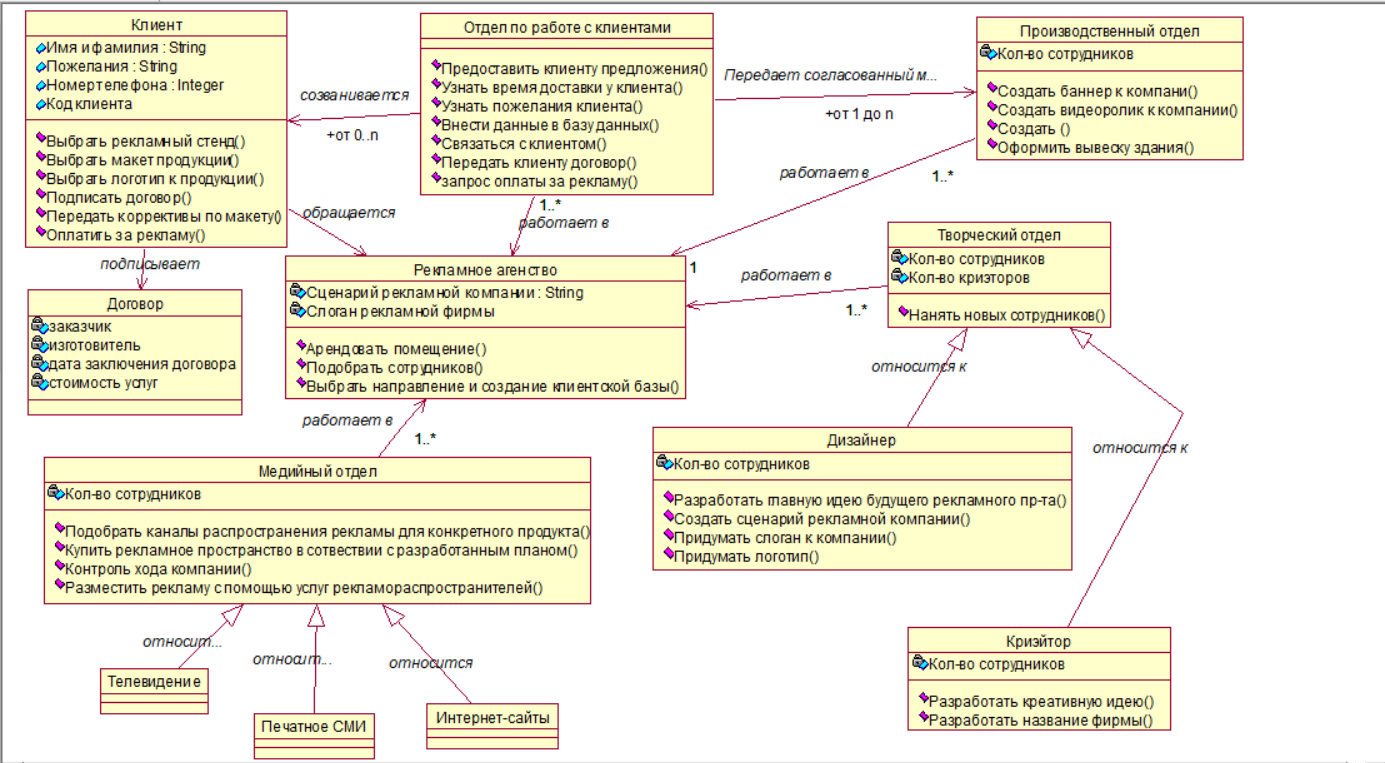 Клиент
Имя и фамилия : String
Пожелания : String
Номертелефона : Integer
Код клиента
Выбрать рекламный стенд()
Выбрать макет продукции()
Выбрать логотип к продукции()
Подписать договор()
Передать коррективы по макету()
Оплатить за рекламу()
созванивается
+от 0..n
Отдел по работе с клиентами
Предоставить клиенту предложения()
Узнать время доставки у клиента()
Узнать пожелания клиента()
Внести данные в базу данных()
Связаться с клиентом()
Передать клиенту договор()
запрос оплаты за рекламу()
Передает согласованный м...
+от 1 до n
Производственный отдел
Кол-во сотрудников
Создать баннер к компани()
Создать видеоролик к компании()
Создать ()
Оформить вывеску здания()
работает в
1..*
обращается
1..*
работает в
подписывает
Договор
заказчик
изготовитель
дата заключения договора
стоимость услуг
Рекламное агенство
Сценарий рекламной компании : String
Слоган рекламной фирмы
Арендовать помещение()
Подобрать сотрудников()
Выбрать направление и создание клиентской базы()
1
работает в
1..*
Творческий отдел
Кол-во сотрудников
Кол-во криэторов
Нанять новых сотрудников()
относится к
относится к
работает в
1..*
Медийный отдел
Кол-во сотрудников
Подобрать каналы распространения рекламы для конкретного продукта()
Купить рекламное пространство в сотвествии с разработанным планом()
Контроль хода компании()
Разместить рекламу с помощью услуг рекламораспространителей()
Дизайнер
Кол-во сотрудников
Разработать главную идею будущего рекламного пр-та()
Создать сценарий рекламной компании()
Придумать слоган к компании()
Придумать логотип()
относит...
относит...
относится
Телевидение
Печатное СМИ
Интернет-сайты
Криэйтор
Кол-во сотрудников
Разработать креативную идею()
Разработать название фирмы()